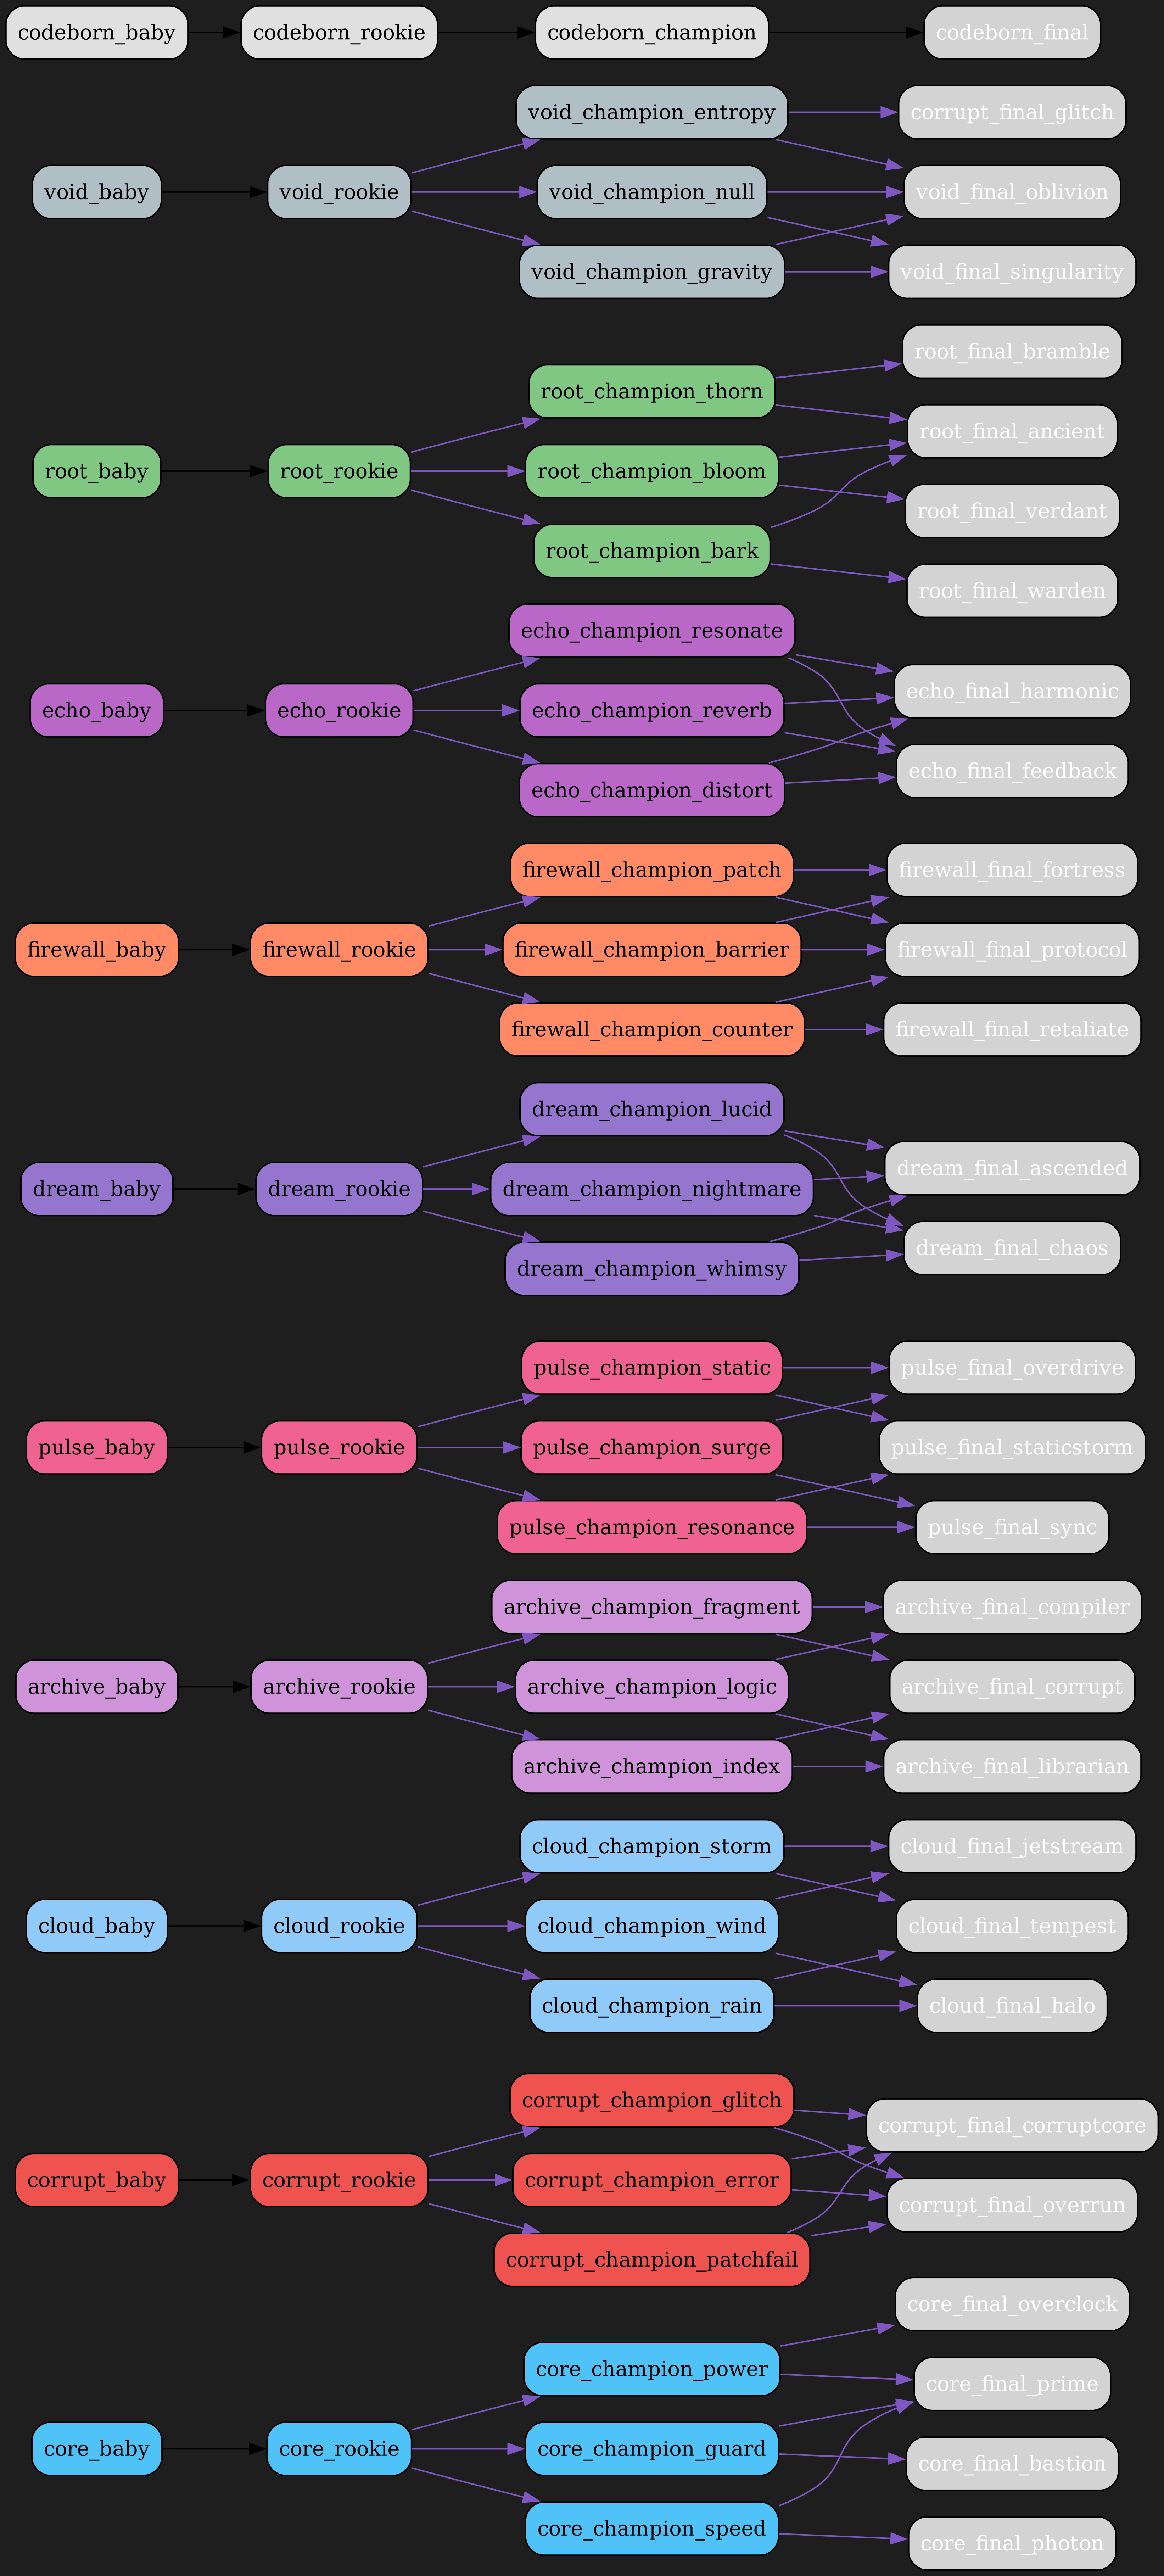 codeborn_baby
codeborn_rookie
codeborn_champion
codeborn_final
void_champion_entropy
corrupt_final_glitch
void_baby
void_rookie
void_champion_null
void_final_oblivion
void_champion_gravity
void_final_singularity
root_final_bramble
root_champion_thorn
root_final_ancient
root_baby
root_rookie
root_champion_bloom
root_final_verdant
root_champion_bark
root_final_warden
echo_champion_resonate
echo_final_harmonic
echo_baby
echo_rookie
echo_champion_reverb
echo_final_feedback
echo_champion_distort
firewall_champion_patch
firewall_final_fortress
firewall_baby
firewall_rookie
firewall_champion_barrier
firewall_final_protocol
firewall_champion_counter
firewall_final_retaliate
dream_champion_lucid
dream_final_ascended
dream_baby
dream_rookie
dream_champion_nightmare
dream_final_chaos
dream_champion_whimsy
pulse_champion_static
pulse_final_overdrive
pulse_baby
pulse_rookie
pulse_champion_surge
pulse_final_staticstorm
pulse_champion_resonance
pulse_final_sync
archive_champion_fragment
archive_final_compiler
archive_baby
archive_rookie
archive_champion_logic
archive_final_corrupt
archive_champion_index
archive_final_librarian
cloud_champion_storm
cloud_final_jetstream
cloud_baby
cloud_rookie
cloud_champion_wind
cloud_final_tempest
cloud_champion_rain
cloud_final_halo
corrupt_champion_glitch
corrupt_final_corruptcore
corrupt_baby
corrupt_rookie
corrupt_champion_error
corrupt_final_overrun
corrupt_champion_patchfail
core_final_overclock
core_champion_power
core_final_prime
core_baby
core_rookie
core_champion_guard
core_final_bastion
core_champion_speed
core_final_photon